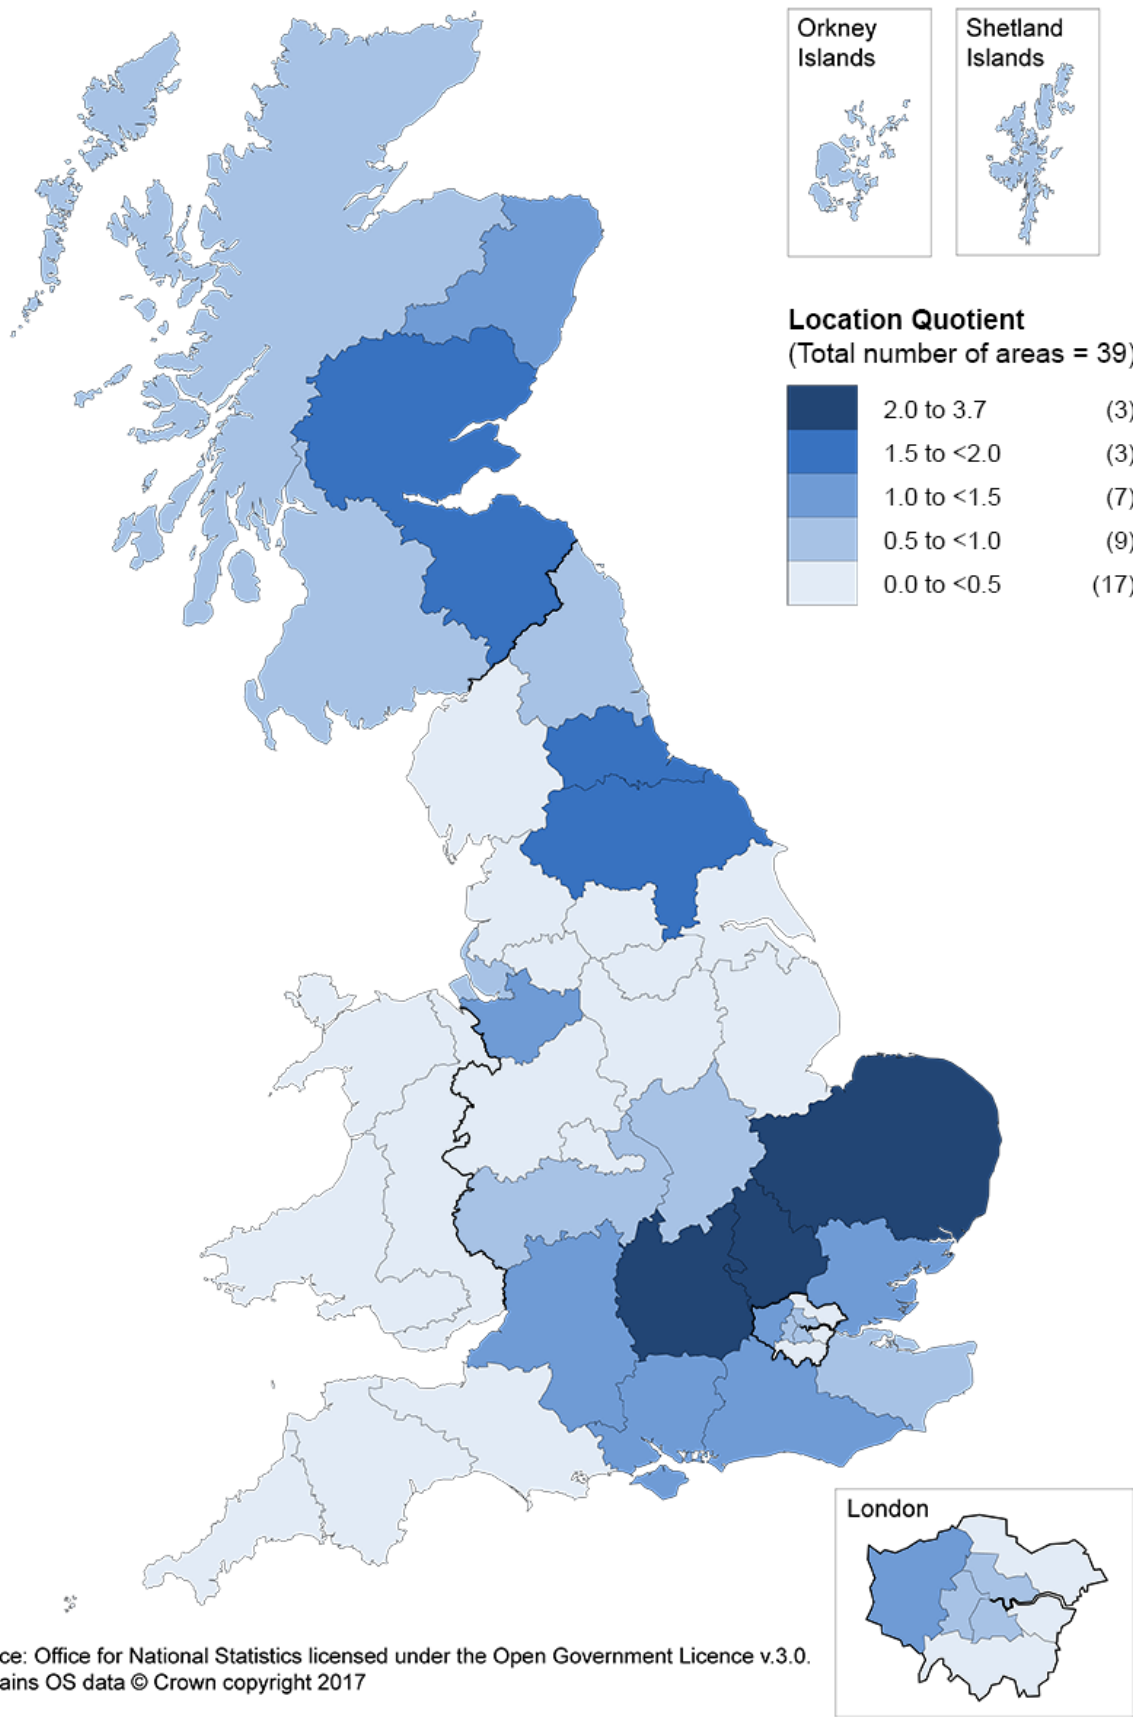 Orkney
Islands
Shetland
Islands
Location Quotient
(Total number of areas = 39)
2.0 to 3.7 (3)
1.5 to <2.0 (3)
1.0 to <1.5 (7)
0.5 to <1.0 (9)
0.0 to <0.5 (17)
London
ce: Office for National Statistics licensed under the Open Government Licence v.3.0.
ains OS data © Crown copyright 2017